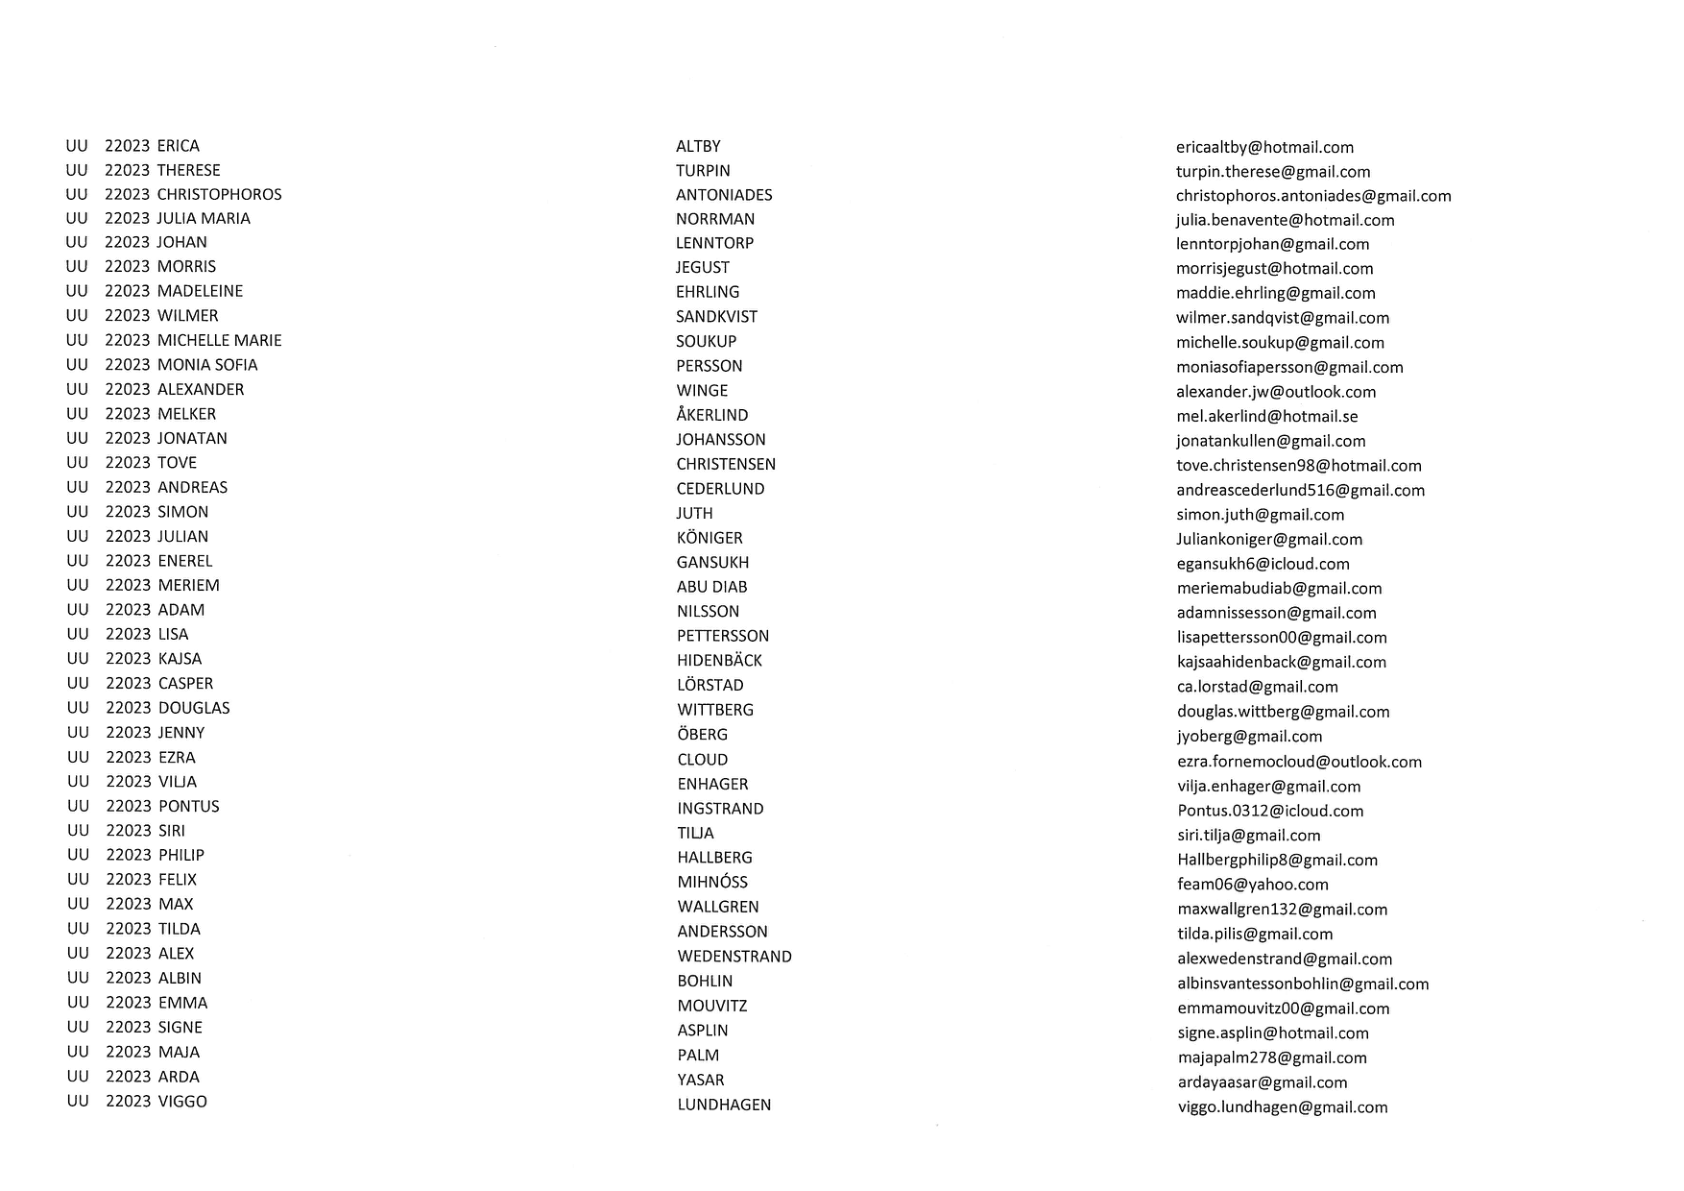 UU 22023 ERICA ALTBY ericaaltby@hotmail.com
UU 22023 THERESE TURPIN turpin.therese@gmail.com
UU 22023 CHRISTOPHOROS ANTONIADES christophoros.antoniades@gmail.com
UU 22023 JULIA MARIA NORRMAN julia.benavente@hotmail.com
UU 22023 JOHAN LENNTORP lenntorpjohan@gmail.com
UU 22023 MORRIS JEGUST morrisjegust@hotmail.com
UU 22023 MADELEINE EHRLING maddie.ehrling@gmail.com
UU 22023 WILMER SANDKVIST wilmer.sandqvist@gmail.com
UU 22023 MICHELLE MARIE SOUKUP michelle.soukup@gmail.com
UU 22023 MONIA SOFIA PERSSON moniasofiapersson@gmail.com
UU 22023 ALEXANDER WINGE alexander.jw@outlook.com
UU 22023 MELKER ÅKERLIND mel.akerlind@hotmail.se
UU 22023 JONATAN JOHANSSON jonatankullen@gmail.com
UU 22023 TOVE CHRISTENSEN tove.christensen98@hotmail.com
UU 22023 ANDREAS CEDERLUND andreascederlund516@gmail.com
UU 22023 SIMON JUTH simon.juth@gmail.com
UU 22023 JULIAN KÖNIGER Juliankoniger@gmail.com
UU 22023 ENEREL GANSUKH egansukh6@icloud.com
UU 22023 MERIEM ABU DIAB meriemabudiab@gmail.com
UU 22023 ADAM NILSSON adamnissesson@gmail.com
UU 22023 LISA PETTERSSON lisapettersson00@gmail.com
UU 22023 KAJSA HIDENBÄCK kajsaahidenback@gmail.com
UU 22023 CASPER LÖRSTAD ca.lorstad@gmail.com
UU 22023 DOUGLAS WITTBERG douglas.wittberg@gmail.com
UU 22023 JENNY ÖBERG jyoberg@gmail.com
UU 22023 EZRA CLOUD ezra.fornemocloud@outlook.com
UU 22023 VILJA ENHAGER vilja.enhager@gmail.com
UU 22023 PONTUS INGSTRAND Pontus.0312@icloud.com
UU 22023 SIRI TILJA siri.tilja@gmail.com
UU 22023 PHILIP HALLBERG Hallbergphilip8@gmail.com
UU 22023 FELIX MIHNÓSS feam06@yahoo.com
UU 22023 MAX WALLGREN maxwallgren132@gmail.com
UU 22023 TILDA ANDERSSON tilda.pilis@gmail.com
UU 22023 ALEX WEDENSTRAND alexwedenstrand@gmail.com
UU 22023 ALBIN BOHLIN albinsvantessonbohlin@gmail.com
UU 22023 EMMA MOUVITZ emmamouvitz00@gmail.com
UU 22023 SIGNE ASPLIN signe.asplin@hotmail.com
UU 22023 MAJA PALM majapalm278@gmail.com
UU 22023 ARDA YASAR ardayaasar@gmail.com
UU 22023 VIGGO LUNDHAGEN viggo.lundhagen@gmail.com